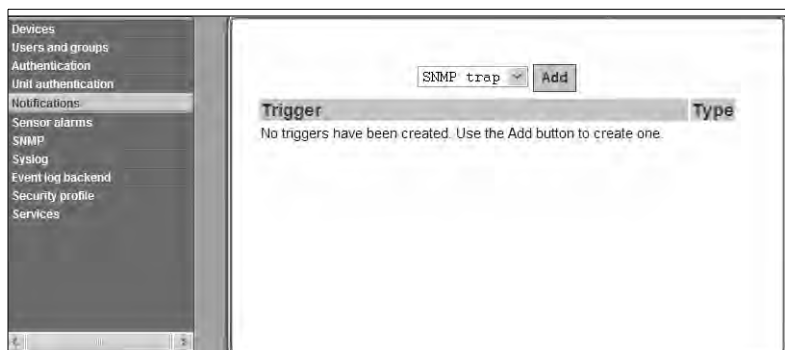 Devices
Users and groups
Authentication
Unit authentication
Notifications
Sensor alarms
SNMP
Syslog
Event log backend
Security profile
Services
SNMP trap Add
Trigger Type
No triggers have been created. Use the Add button to create one.